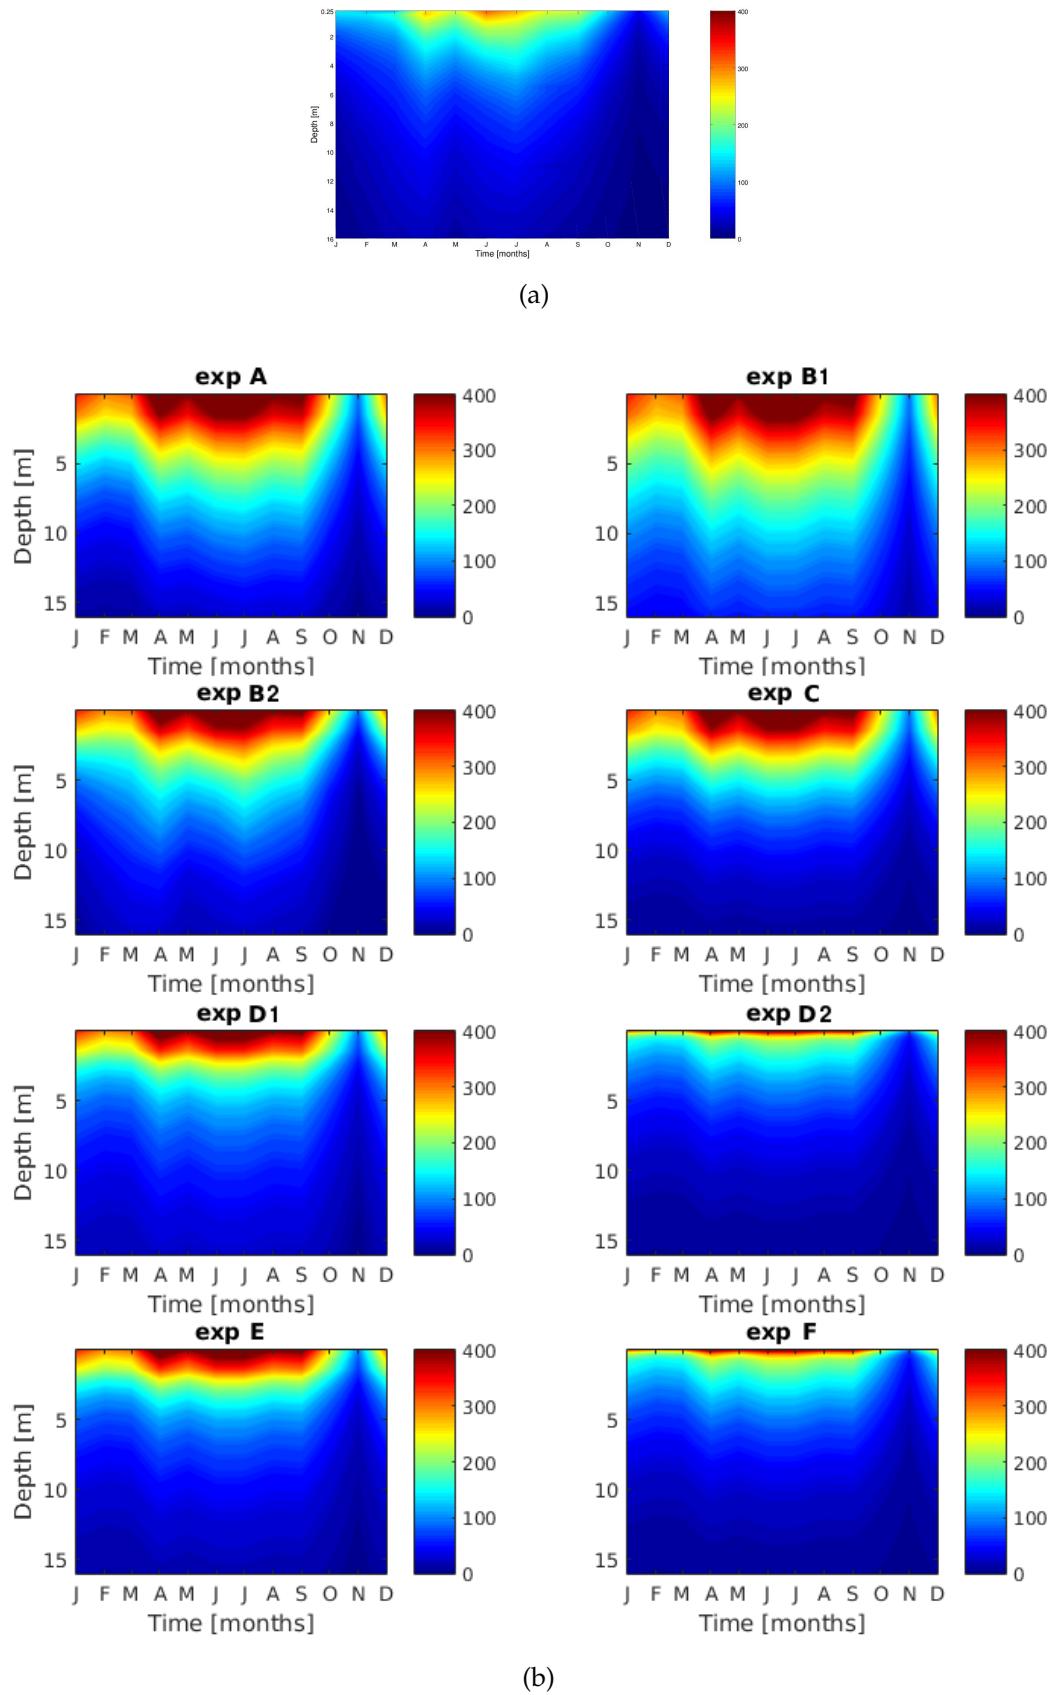 0.25
2
4
6
8
10
12
14
16
Depth [m]
J F M A M J J A S O N D
Time [months]
400
300
200
100
0
(a)
exp A
Depth [m]
5
10
15
J F M A M J J A S O N D
Time [months]
400
300
200
100
0
exp B1
5
10
15
J F M A M J J A S O N D
Time [months]
400
300
200
100
0
exp B2
Depth [m]
5
10
15
J F M A M J J A S O N D
Time [months]
400
300
200
100
0
exp C
5
10
15
J F M A M J J A S O N D
Time [months]
400
300
200
100
0
exp D1
Depth [m]
5
10
15
J F M A M J J A S O N D
Time [months]
400
300
200
100
0
exp D2
5
10
15
J F M A M J J A S O N D
Time [months]
400
300
200
100
0
exp E
Depth [m]
5
10
15
J F M A M J J A S O N D
Time [months]
400
300
200
100
0
exp F
5
10
15
J F M A M J J A S O N D
Time [months]
400
300
200
100
0
(b)